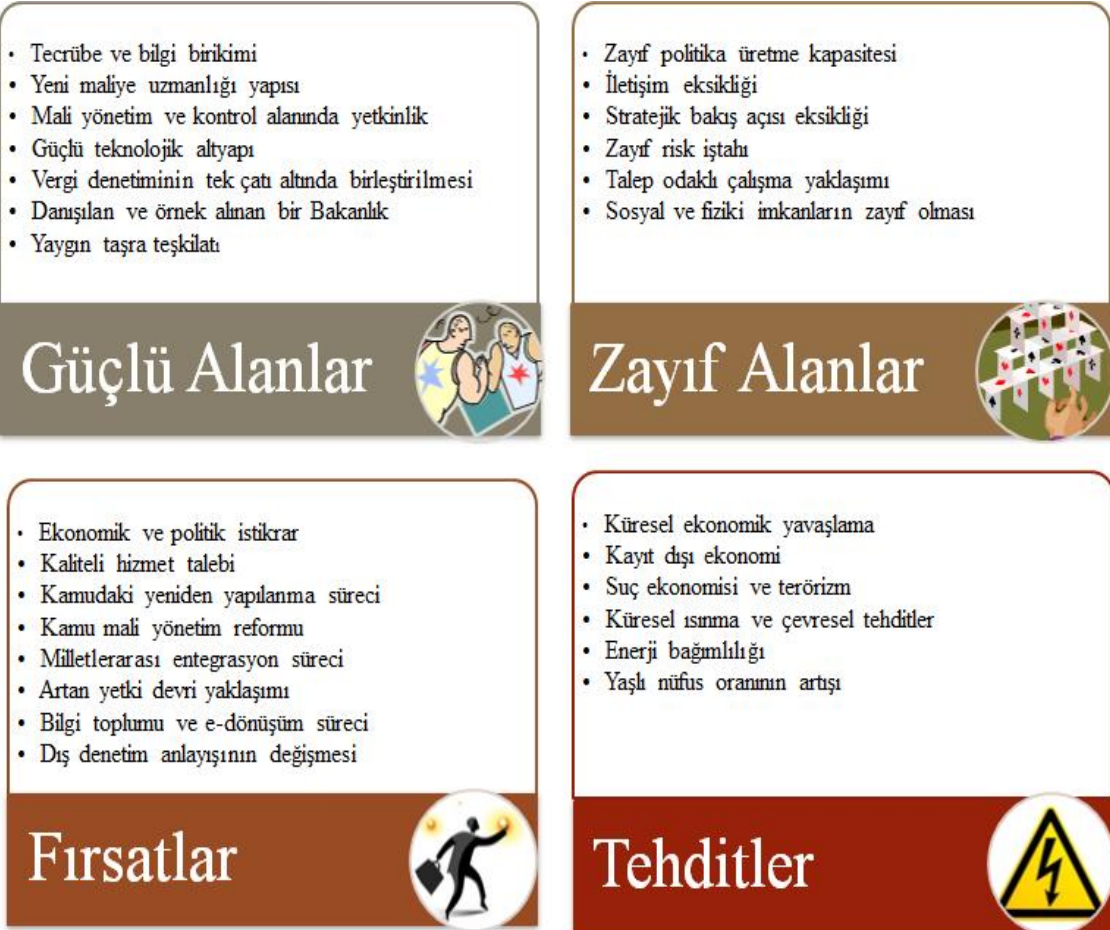 • Tecrübe ve bilgi birikimi
• Yeni maliye uzmanlığı yapısı
• Mali yönetim ve kontrol alanında yetkinlik
• Güçlü teknolojik altyapı
• Vergi denetiminin tek çatı altında birleştirilmesi
• Danışılan ve örnek alınan bir Bakanlık
• Yaygın taşra teşkilatı
Güçlü Alanlar
• Zayıf politika üretme kapasitesi
• İletişim eksikliği
• Stratejik bakış açısı eksikliği
• Zayıf risk iştahı
• Talep odaklı çalışma yaklaşımı
• Sosyal ve fiziki imkanların zayıf olması
Zayıf Alanlar
• Ekonomik ve politik istikrar
• Kaliteli hizmet talebi
• Kamudaki yeniden yapılanma süreci
• Kamu mali yönetim reformu
• Milletlerarası entegrasyon süreci
• Artan yetki devri yaklaşımı
• Bilgi toplumu ve e-dönüşüm süreci
• Dış denetim anlayışının değişmesi
Fırsatlar
• Küresel ekonomik yavaşlama
• Kayıt dışı ekonomi
• Suç ekonomisi ve terörizm
• Küresel ısınma ve çevresel tehditler
• Enerji bağımlılığı
• Yaşlı nüfus oranının artışı
Tehditler